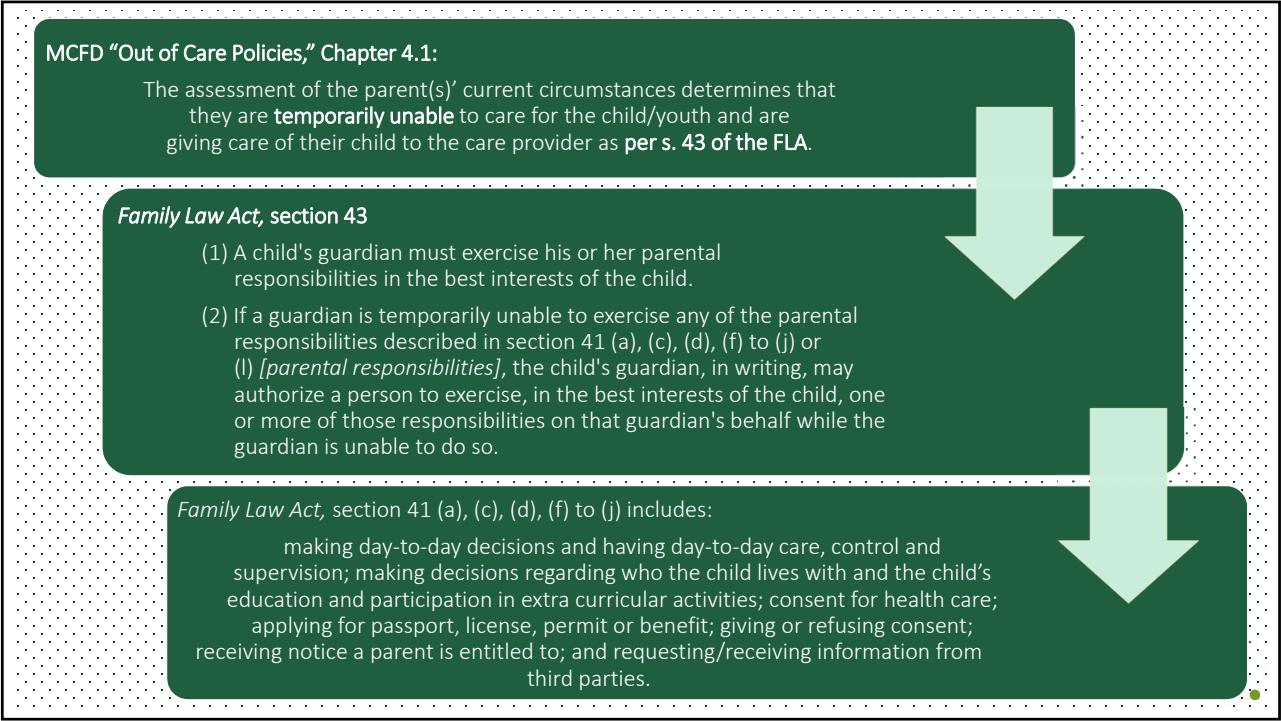 MCFD “Out of Care Policies,” Chapter 4.1:
The assessment of the parent(s)’ current circumstances determines that
they are temporarily unable to care for the child/youth and are
giving care of their child to the care provider as per s. 43 of the FLA.
Family Law Act, section 43
(1) A child's guardian must exercise his or her parental
responsibilities in the best interests of the child.
(2) If a guardian is temporarily unable to exercise any of the parental
responsibilities described in section 41 (a), (c), (d), (f) to (j) or
(l) [parental responsibilities], the child's guardian, in writing, may
authorize a person to exercise, in the best interests of the child, one
or more of those responsibilities on that guardian's behalf while the
guardian is unable to do so.
Family Law Act, section 41 (a), (c), (d), (f) to (j) includes:
making day-to-day decisions and having day-to-day care, control and
supervision; making decisions regarding who the child lives with and the child’s
education and participation in extra curricular activities; consent for health care;
applying for passport, license, permit or benefit; giving or refusing consent;
receiving notice a parent is entitled to; and requesting/receiving information from
third parties.